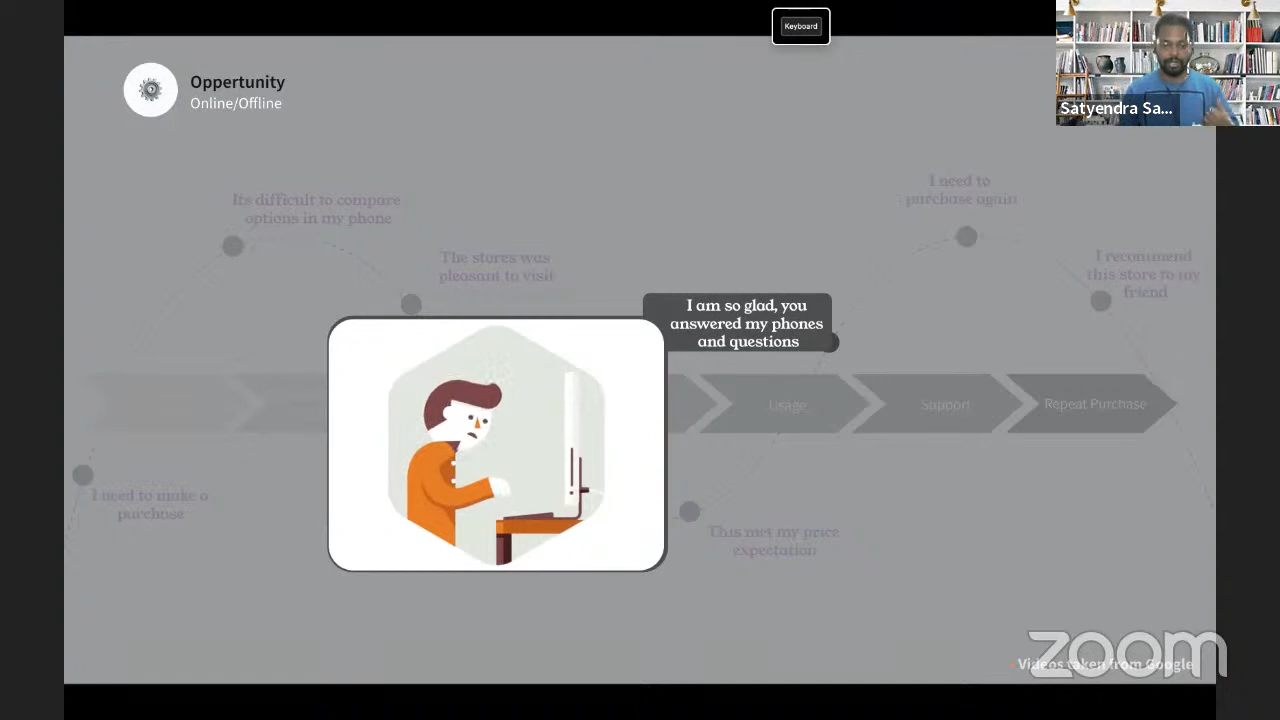 Keyboard
Satyendra Sa...
Oppertunity
Online/Offline
Its difficult to compare
options in my phone
The stores was
pleasant to visit
I need to
purchase again
I recommend
this store to my
friend
I am so glad, you
answered my phones
and questions
Usage
Support
Repeat Purchase
I need to make a
purchase
This met my price
expectation
Videos taken from Google
zoom